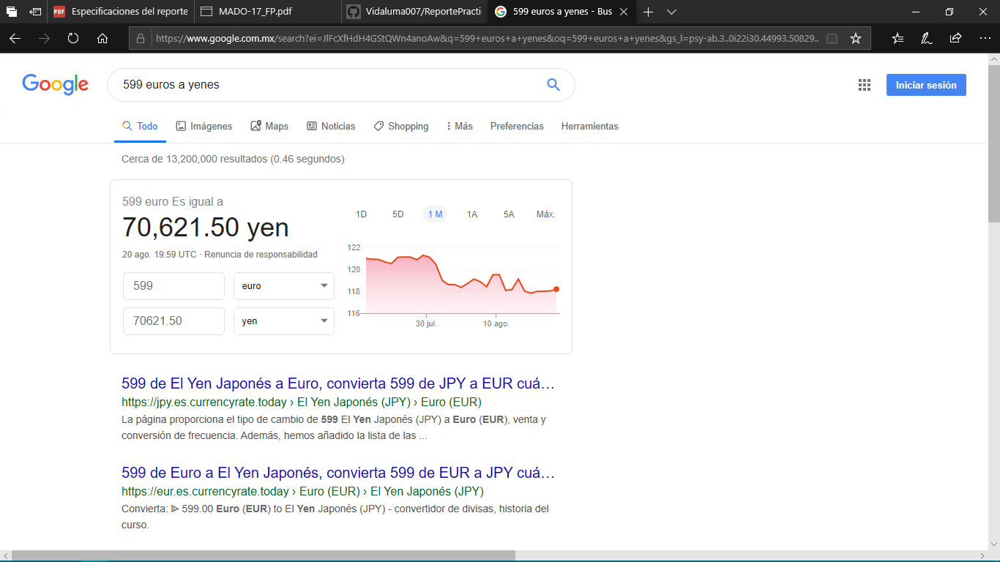 PDF Especificaciones del reporte
MADO-17_FP.pdf
Vidaluma007/ReportePracti
599 euros a yenes - Bus
https://www.google.com.mx/search?ei=JlFcXfHdH4GStQWn4anoAw&q=599+euros+a+yenes&oq=599+euros+a+yenes&gs_l=psy-ab.3..0i22i30.44993.50829..
Google
599 euros a yenes
Iniciar sesión
Todo Imágenes Maps Noticias Shopping Más Preferencias Herramientas
Cerca de 13,200,000 resultados (0.46 segundos)
599 euro Es igual a
70,621.50 yen
20 ago. 19:59 UTC · Renuncia de responsabilidad
599 euro
70621.50 yen
1D 5D 1 M 1A 5A Máx.
122
120
118
116
30 jul. 10 ago.
599 de El Yen Japonés a Euro, convierta 599 de JPY a EUR cuá…
https://jpy.es.currencyrate.today › El Yen Japonés (JPY) › Euro (EUR)
La página proporciona el tipo de cambio de 599 El Yen Japonés (JPY) a Euro (EUR), venta y
conversión de frecuencia. Además, hemos añadido la lista de las ...
599 de Euro a El Yen Japonés, convierta 599 de EUR a JPY cuá…
https://eur.es.currencyrate.today › Euro (EUR) › El Yen Japonés (JPY)
Convierta: ᐉ 599.00 Euro (EUR) to El Yen Japonés (JPY) - convertidor de divisas, historia del
curso.